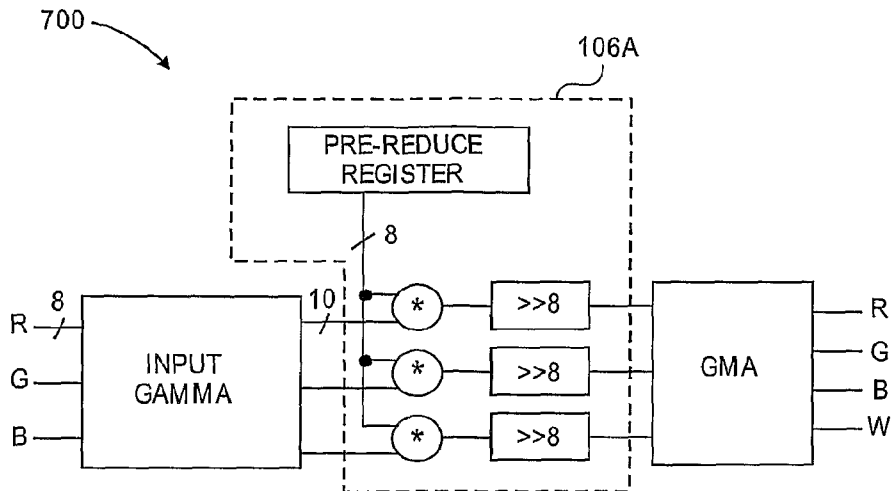 700
106A
PRE-REDUCE
REGISTER
8
R
8
10
*
>>8
R
G
INPUT
GAMMA
*
>>8
GMA
G
B
B
*
>>8
W